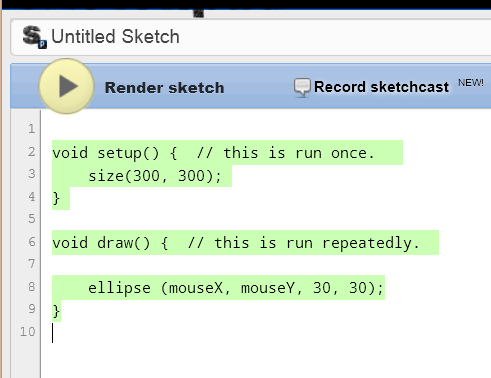 Untitled Sketch
Render sketch
Record sketchcast NEW!
1
2 void setup() {  // this is run once.
3     size(300, 300);
4 }
5
6 void draw() {  // this is run repeatedly.
7
8     ellipse (mouseX, mouseY, 30, 30);
9 }
10